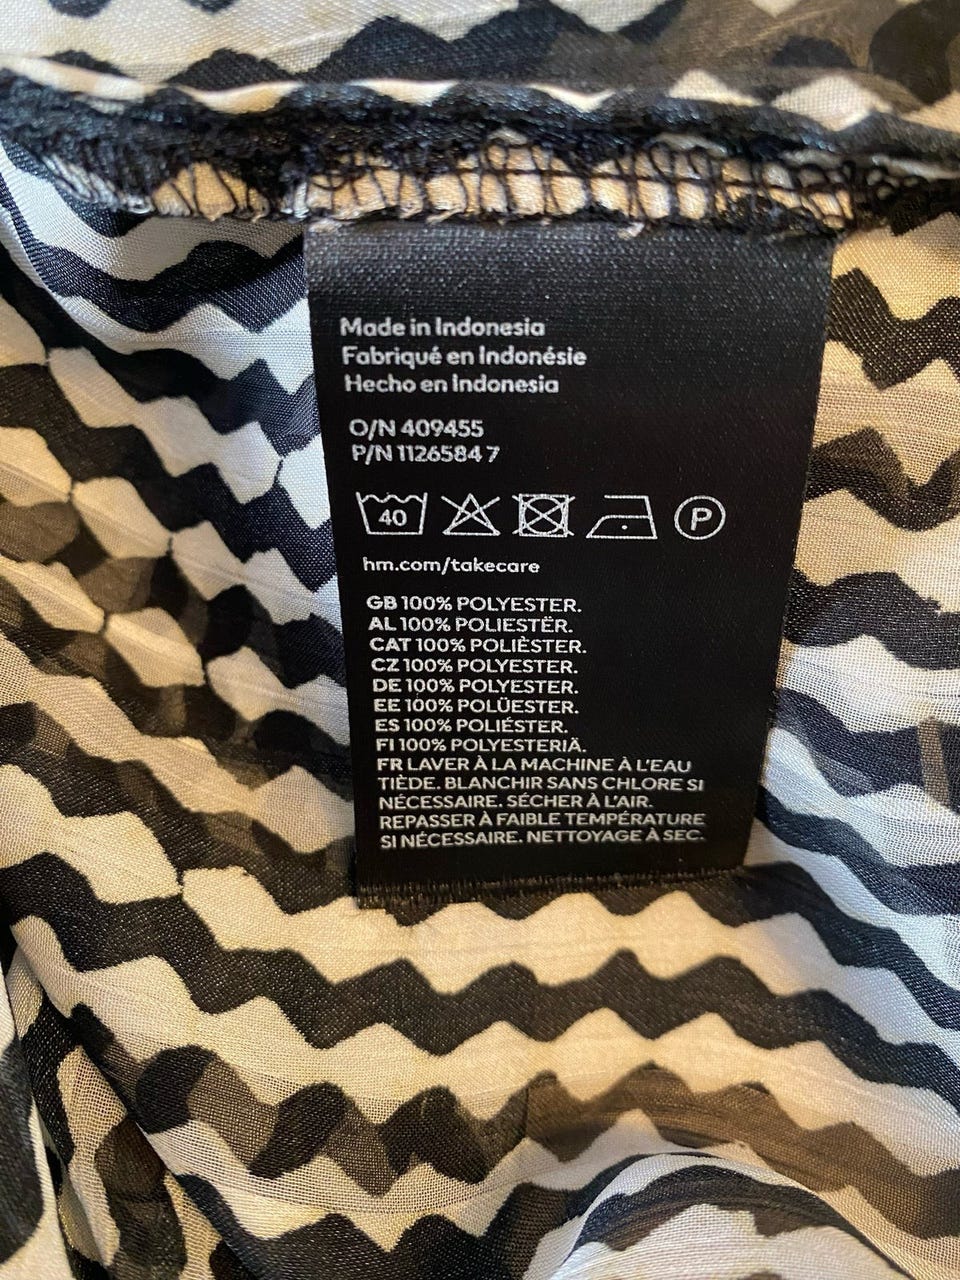 Made in Indonesia
Fabriqué en Indonésie
Hecho en Indonesia
O/N 409455
P/N 1126584 7
40 P
hm.com/takecare
GB 100% POLYESTER.
AL 100% POLIESTËR.
CAT 100% POLIÈSTER.
CZ 100% POLYESTER.
DE 100% POLYESTER.
EE 100% POLÜESTER.
ES 100% POLIÉSTER.
FI 100% POLYESTERIÄ.
FR LAVER À LA MACHINE À L'EAU
TIÈDE. BLANCHIR SANS CHLORE SI
NÉCESSAIRE. SÉCHER À L'AIR.
REPASSER À FAIBLE TEMPÉRATURE
SI NÉCESSAIRE. NETTOYAGE À SEC.